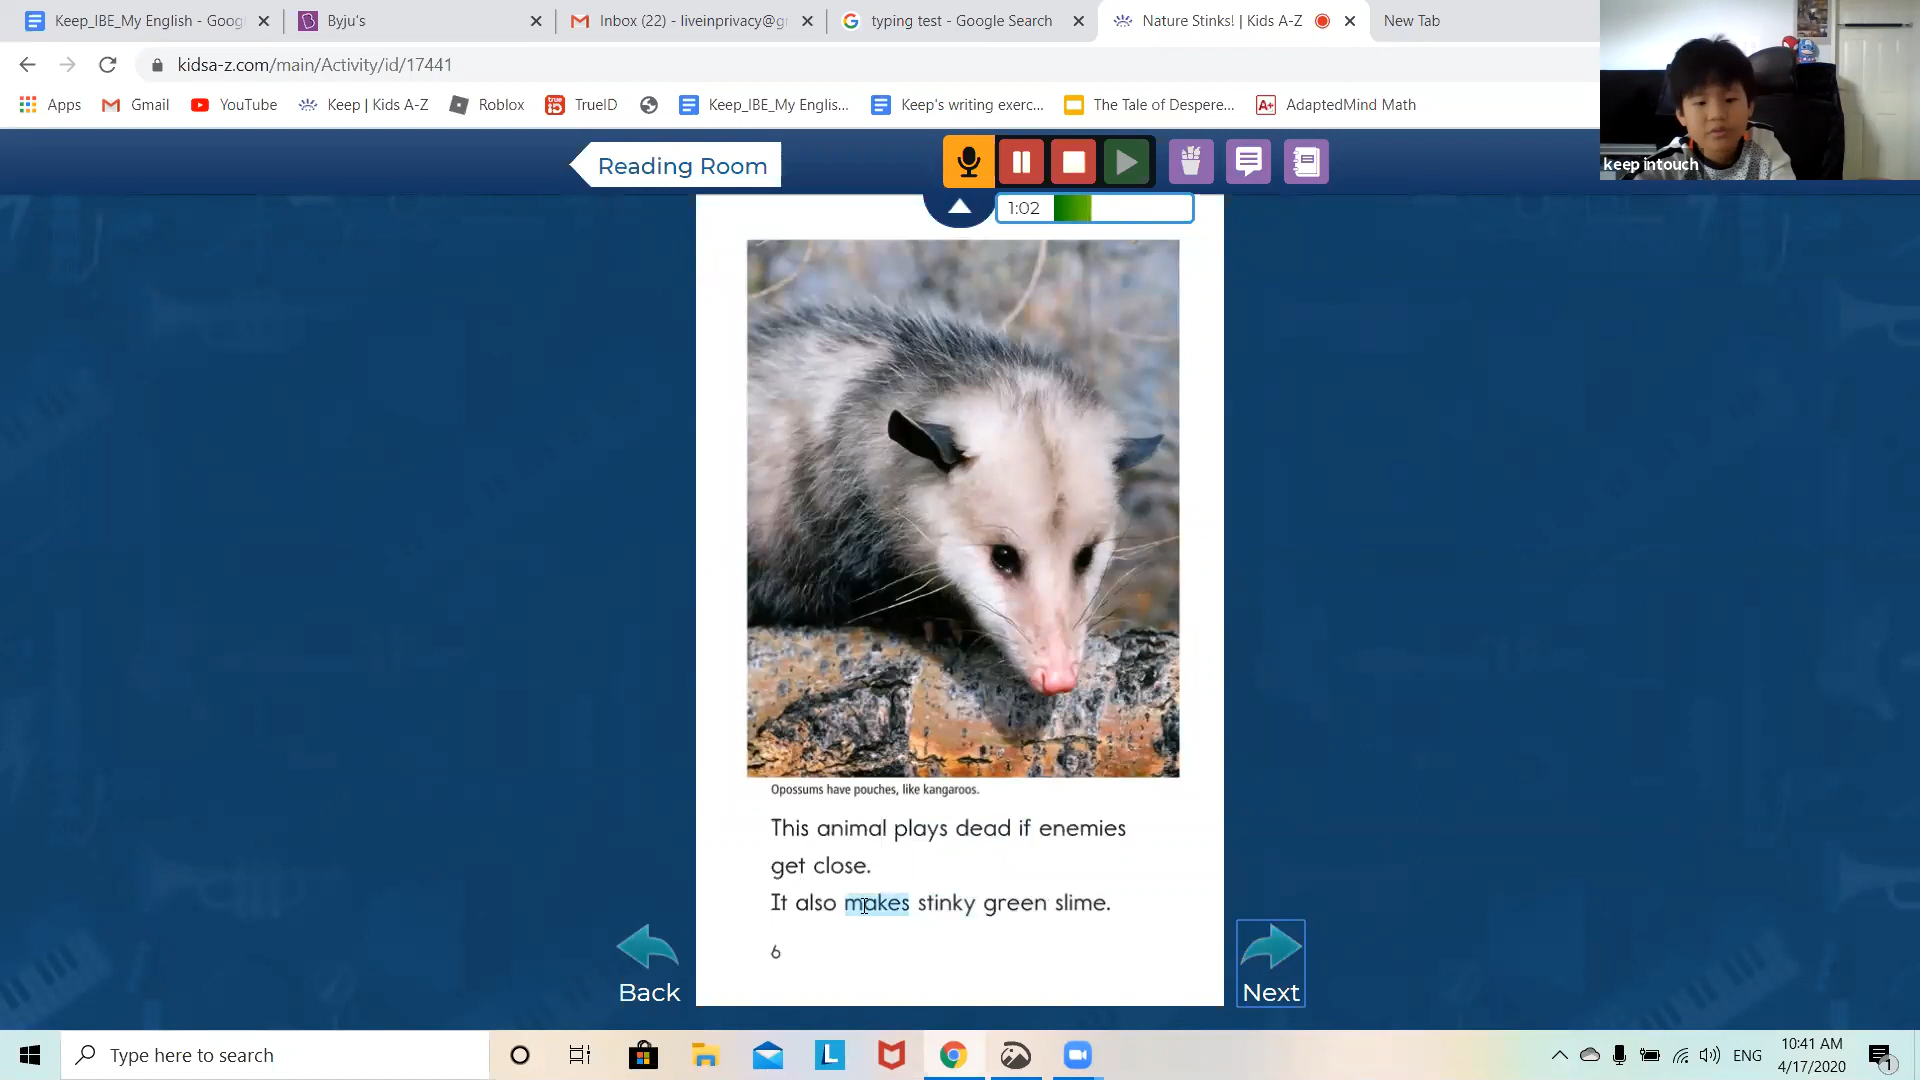 Keep_IBE_My English - Goog
Byju's
Inbox (22) - liveinprivacy@g
typing test - Google Search
Nature Stinks! | Kids A-Z
New Tab
kidsa-z.com/main/Activity/id/17441
Apps
Gmail
YouTube
Keep | Kids A-Z
Roblox
TrueID
Keep_IBE_My Englis...
Keep's writing exerc...
The Tale of Despere...
AdaptedMind Math
keep intouch
Reading Room
1:02
Opossums have pouches, like kangaroos.
This animal plays dead if enemies
get close.
It also makes stinky green slime.
6
Back
Next
Type here to search
ENG
10:41 AM
4/17/2020
1